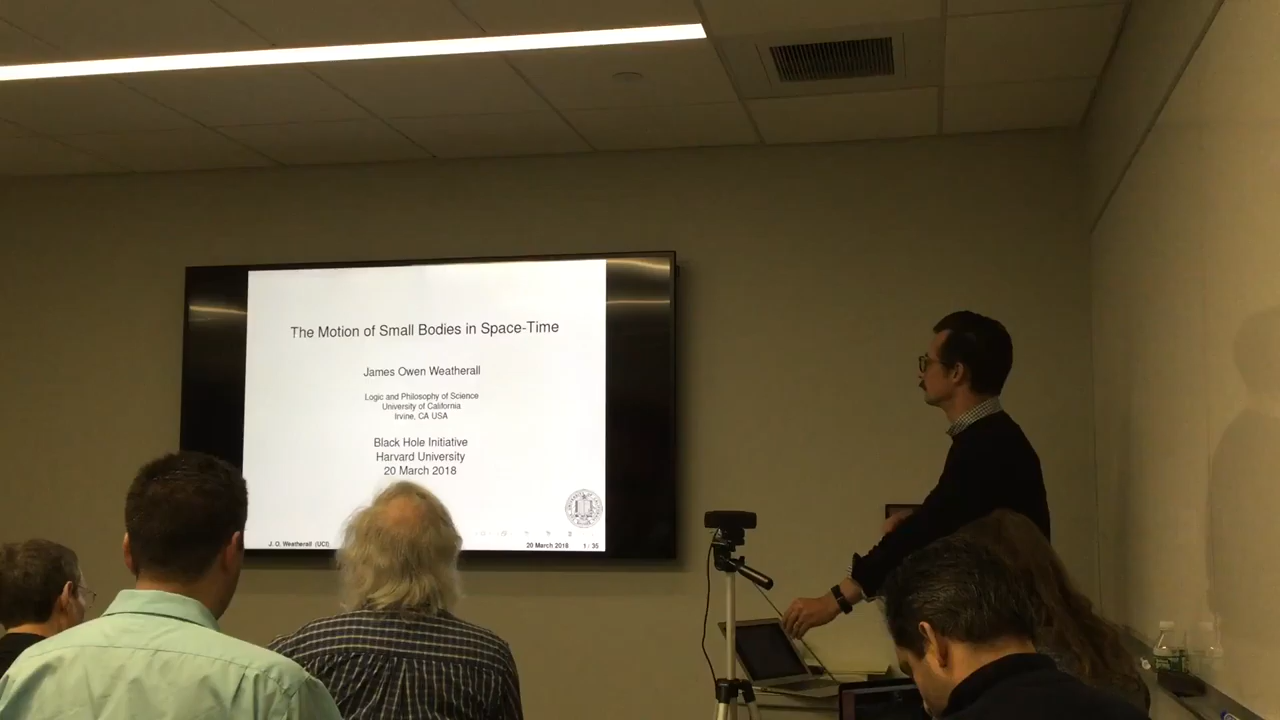 The Motion of Small Bodies in Space-Time
James Owen Weatherall
Logic and Philosophy of Science
University of California
Irvine, CA USA
Black Hole Initiative
Harvard University
20 March 2018
J. O. Weatherall (UCI)
20 March 2018
1 / 35